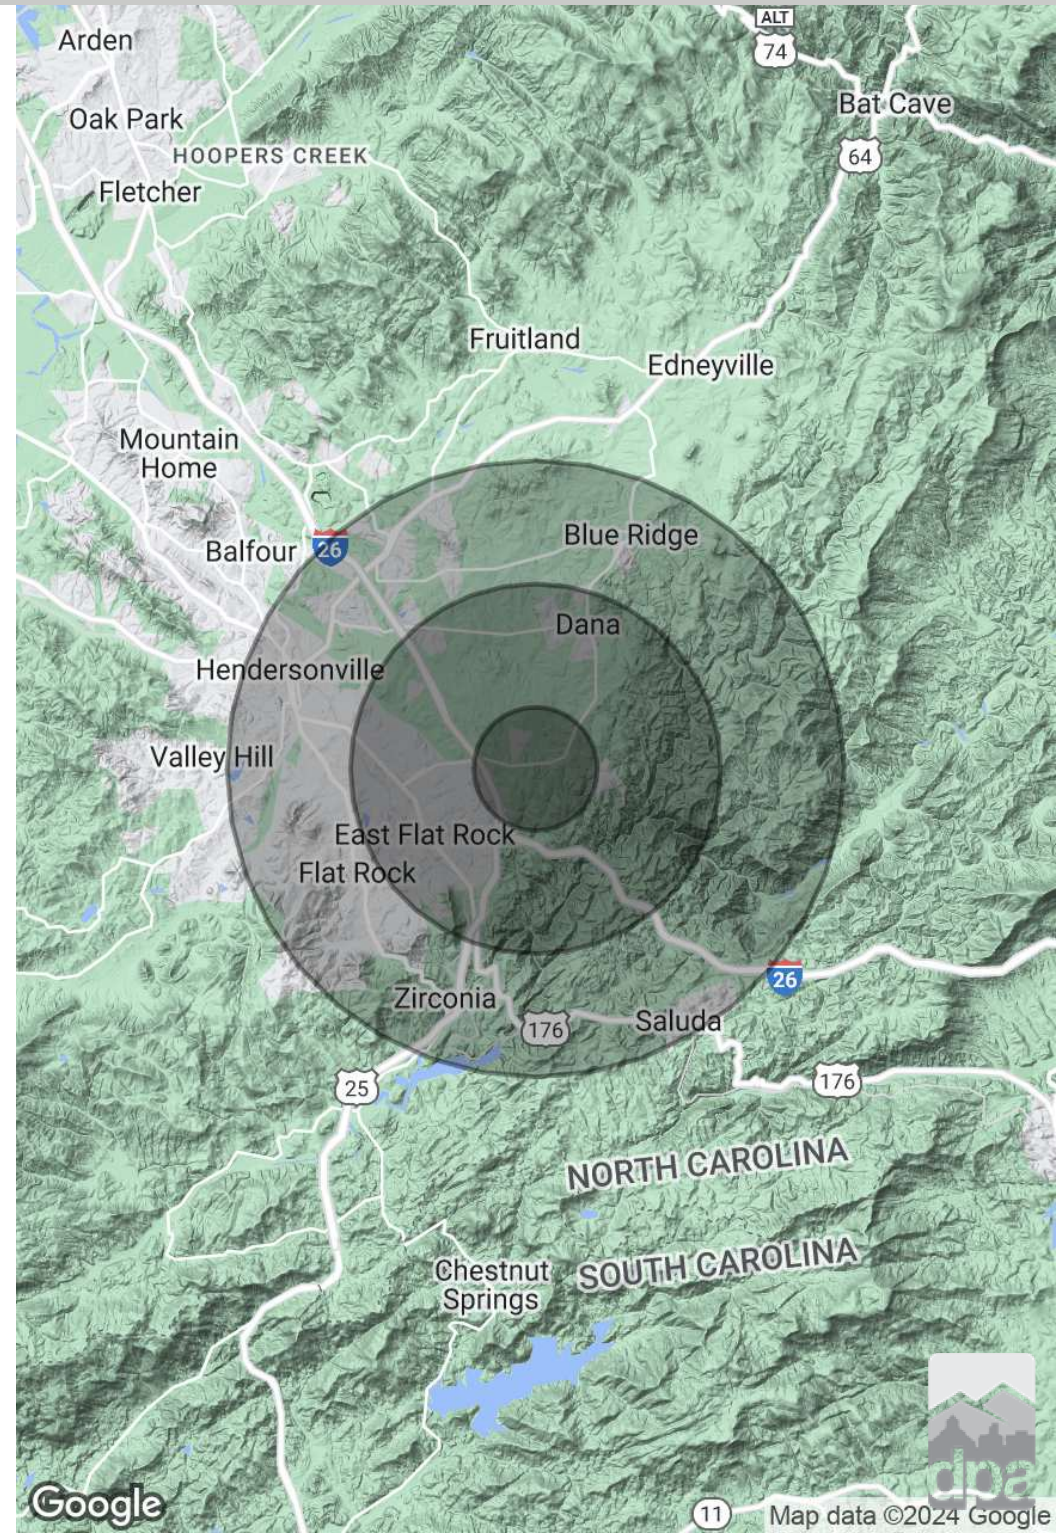 Arden
ALT
74
Bat Cave
Oak Park
HOOPERS CREEK
64
Fletcher
Fruitland
Edneyville
Mountain
Home
Blue Ridge
Balfour
26
Dana
Hendersonville
Valley Hill
East Flat Rock
Flat Rock
26
Zirconia
Saluda
176
25
176
NORTH CAROLINA
SOUTH CAROLINA
Chestnut
Springs
dpa
Google
11
Map data ©2024 Google